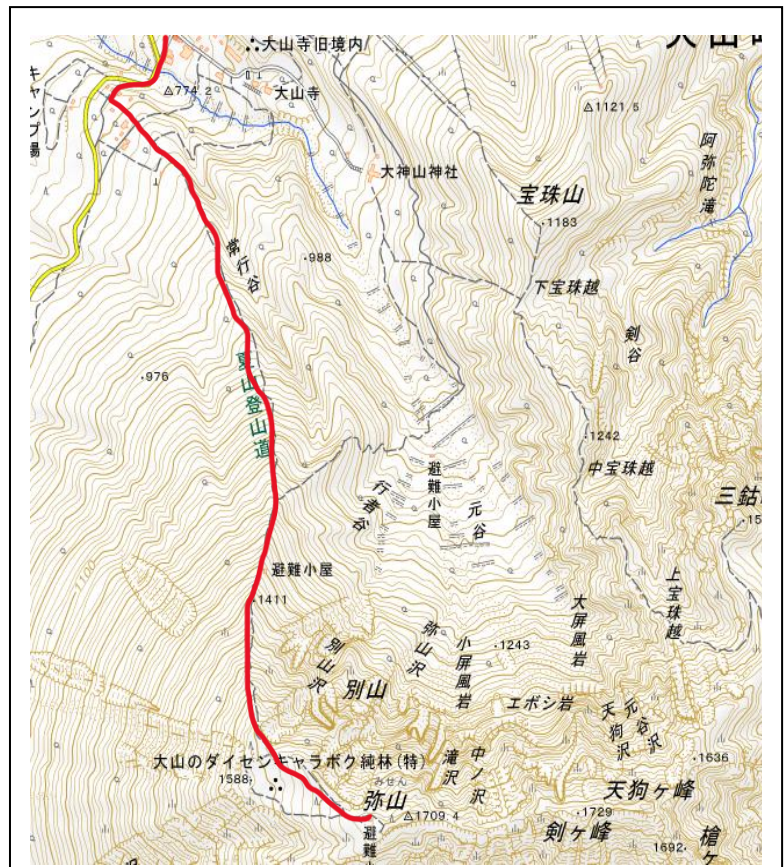 大山寺旧境内
キャンプ場
774.2
大山寺
1121.5
阿弥陀滝
大神山神社
宝珠山
1183
常行谷
988
下宝珠越
剣谷
976
夏山登山道
1242
中宝珠越
避難小屋
行者谷
元谷
三鈷
15
避難小屋
1411
1100
上宝珠越
大屏風岩
弥山沢
小屏風岩
1243
別山沢
別山
エボシ岩
天狗沢
元谷沢
大山のダイセンキャラボク純林(特)
滝沢
中ノ沢
1636
1588
みせん
弥山
1709.4
天狗ヶ峰
1729
剣ヶ峰
槍ヶ
1692
避難小